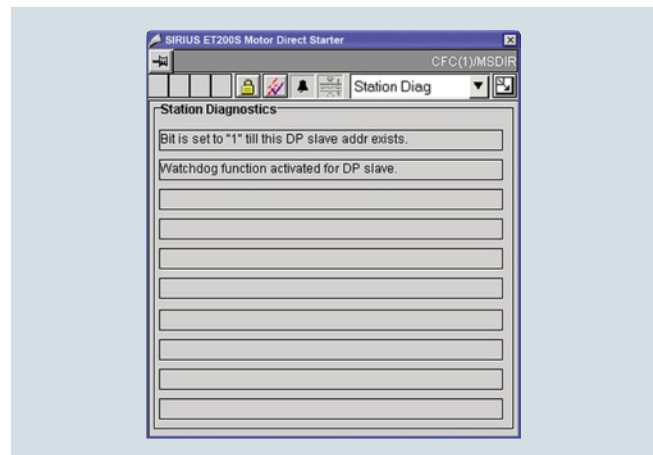 SIRIUS ET200S Motor Direct Starter
CFC(1)/MSDIR
Station Diag
Station Diagnostics
Bit is set to "1" till this DP slave addr exists.
Watchdog function activated for DP slave.